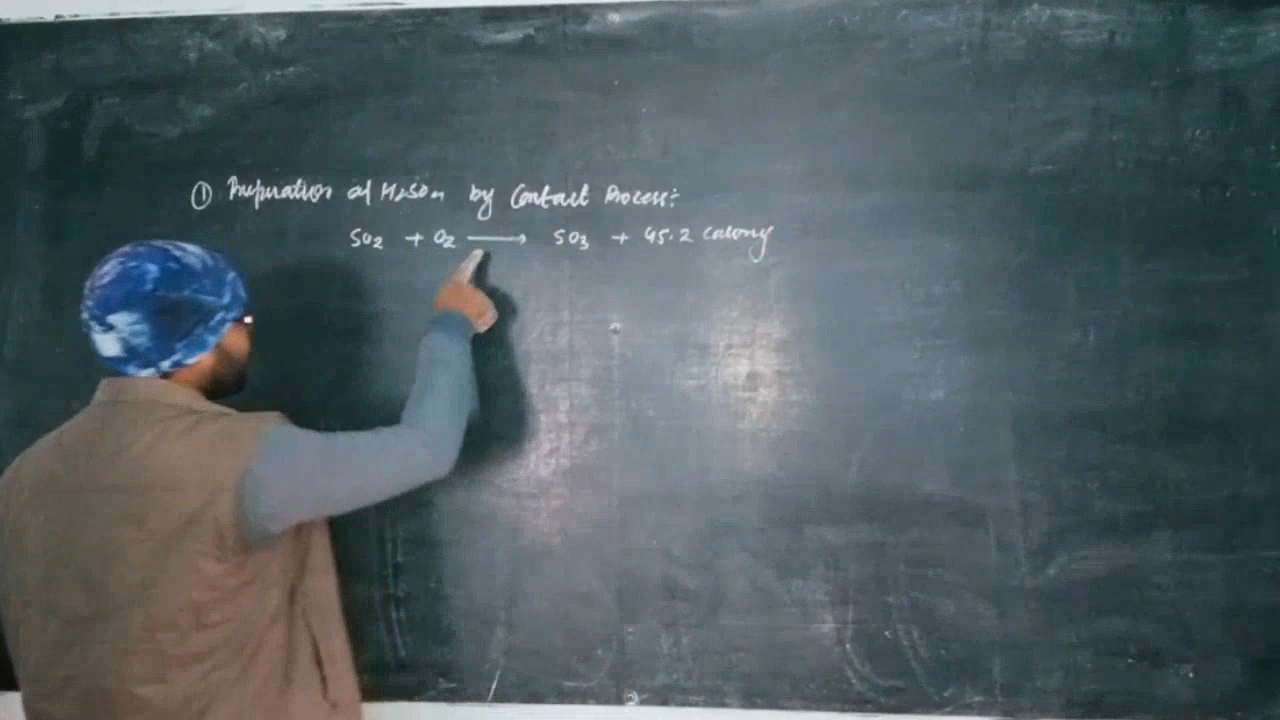 ① Preparation of H2SO4 by Contact Process:
SO2 + O2 ⟶ SO3 + 45.2 calory